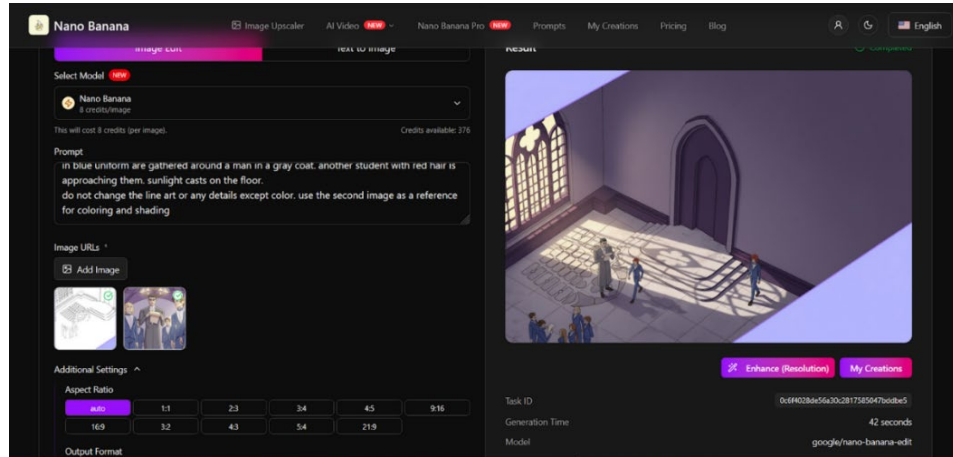 Nano Banana
Image Upscaler
AI Video NEW
Nano Banana Pro NEW
Prompts
My Creations
Pricing
Blog
English
Image Edit
Text to Image
Select Model NEW
Nano Banana
8 credits/image
This will cost 8 credits (per image).
Credits available: 376
Prompt
in blue uniform are gathered around a man in a gray coat. another student with red hair is
approaching them. sunlight casts on the floor.
do not change the line art or any details except color. use the second image as a reference
for coloring and shading
Image URLs *
Add Image
Additional Settings
Aspect Ratio
auto
1:1
2:3
3:4
4:5
9:16
16:9
3:2
4:3
5:4
21:9
Output Format
Result
Completed
Enhance (Resolution)
My Creations
Task ID
Generation Time
42 seconds
Model
google/nano-banana-edit